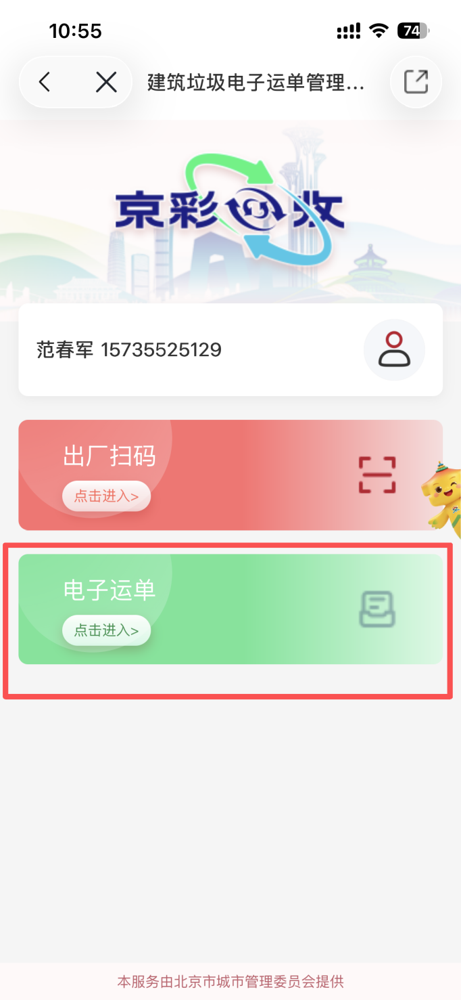 10:55
74
建筑垃圾电子运单管理...
京彩回收
范春军 15735525129
出厂扫码
点击进入>
电子运单
点击进入>
本服务由北京市城市管理委员会提供